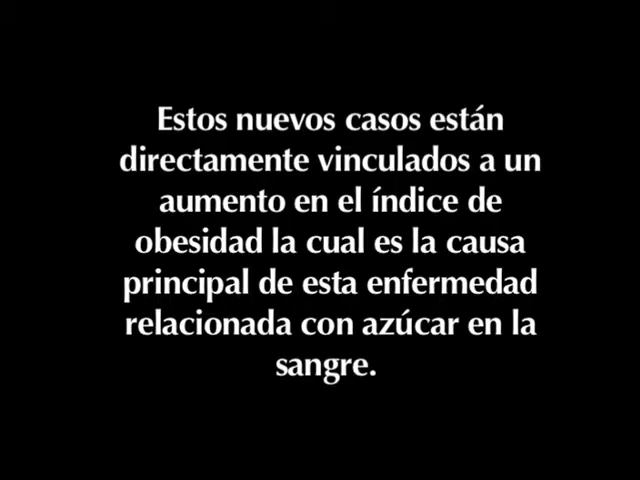 Estos nuevos casos están
directamente vinculados a un
aumento en el índice de
obesidad la cual es la causa
principal de esta enfermedad
relacionada con azúcar en la
sangre.